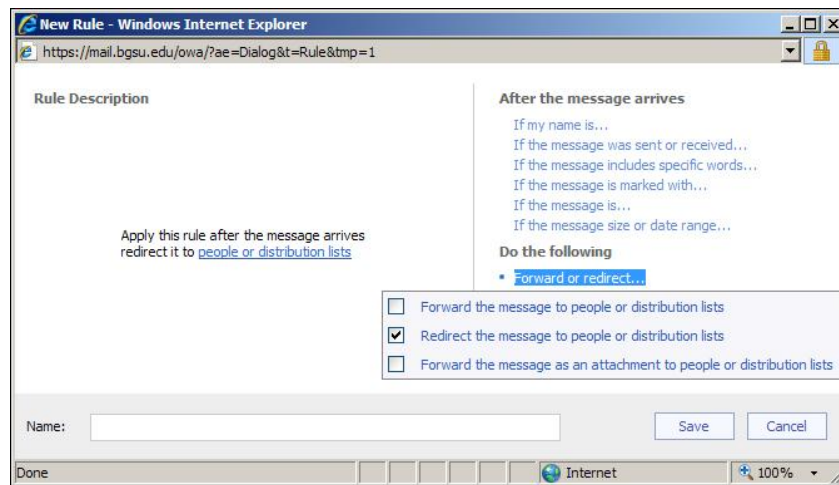 New Rule - Windows Internet Explorer
https://mail.bgsu.edu/owa/?ae=Dialog&t=Rule&tmp=1
Rule Description
Apply this rule after the message arrives
redirect it to people or distribution lists
After the message arrives
If my name is...
If the message was sent or received...
If the message includes specific words...
If the message is marked with...
If the message is...
If the message size or date range...
Do the following
Forward or redirect...
Forward the message to people or distribution lists
Redirect the message to people or distribution lists
Forward the message as an attachment to people or distribution lists
Name:
Save
Cancel
Done
Internet
100%